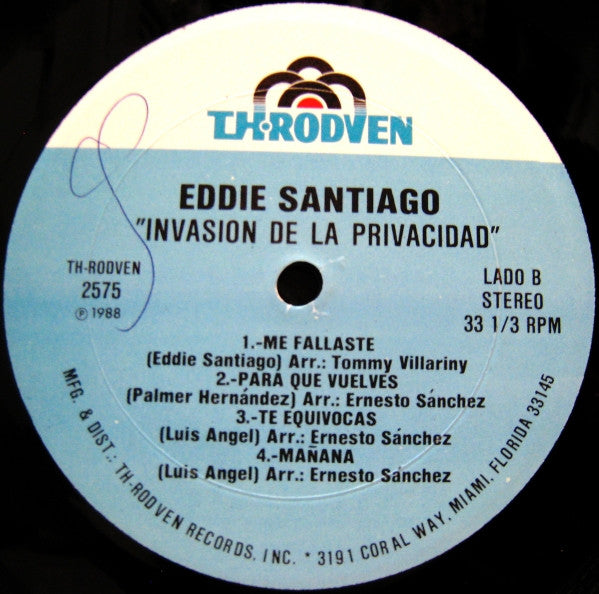 TH-RODVEN
EDDIE SANTIAGO
"INVASION DE LA PRIVACIDAD"
TH-RODVEN
2575
℗ 1988
LADO B
STEREO
33 1/3 RPM
1.-ME FALLASTE
(Eddie Santiago) Arr.: Tommy Villariny
2.-PARA QUE VUELVES
(Palmer Hernández) Arr.: Ernesto Sánchez
3.-TE EQUIVOCAS
(Luis Angel) Arr.: Ernesto Sánchez
4.-MAÑANA
(Luis Angel) Arr.: Ernesto Sánchez
MFG. & DIST.: TH-RODVEN RECORDS, INC. * 3191 CORAL WAY, MIAMI, FLORIDA 33145